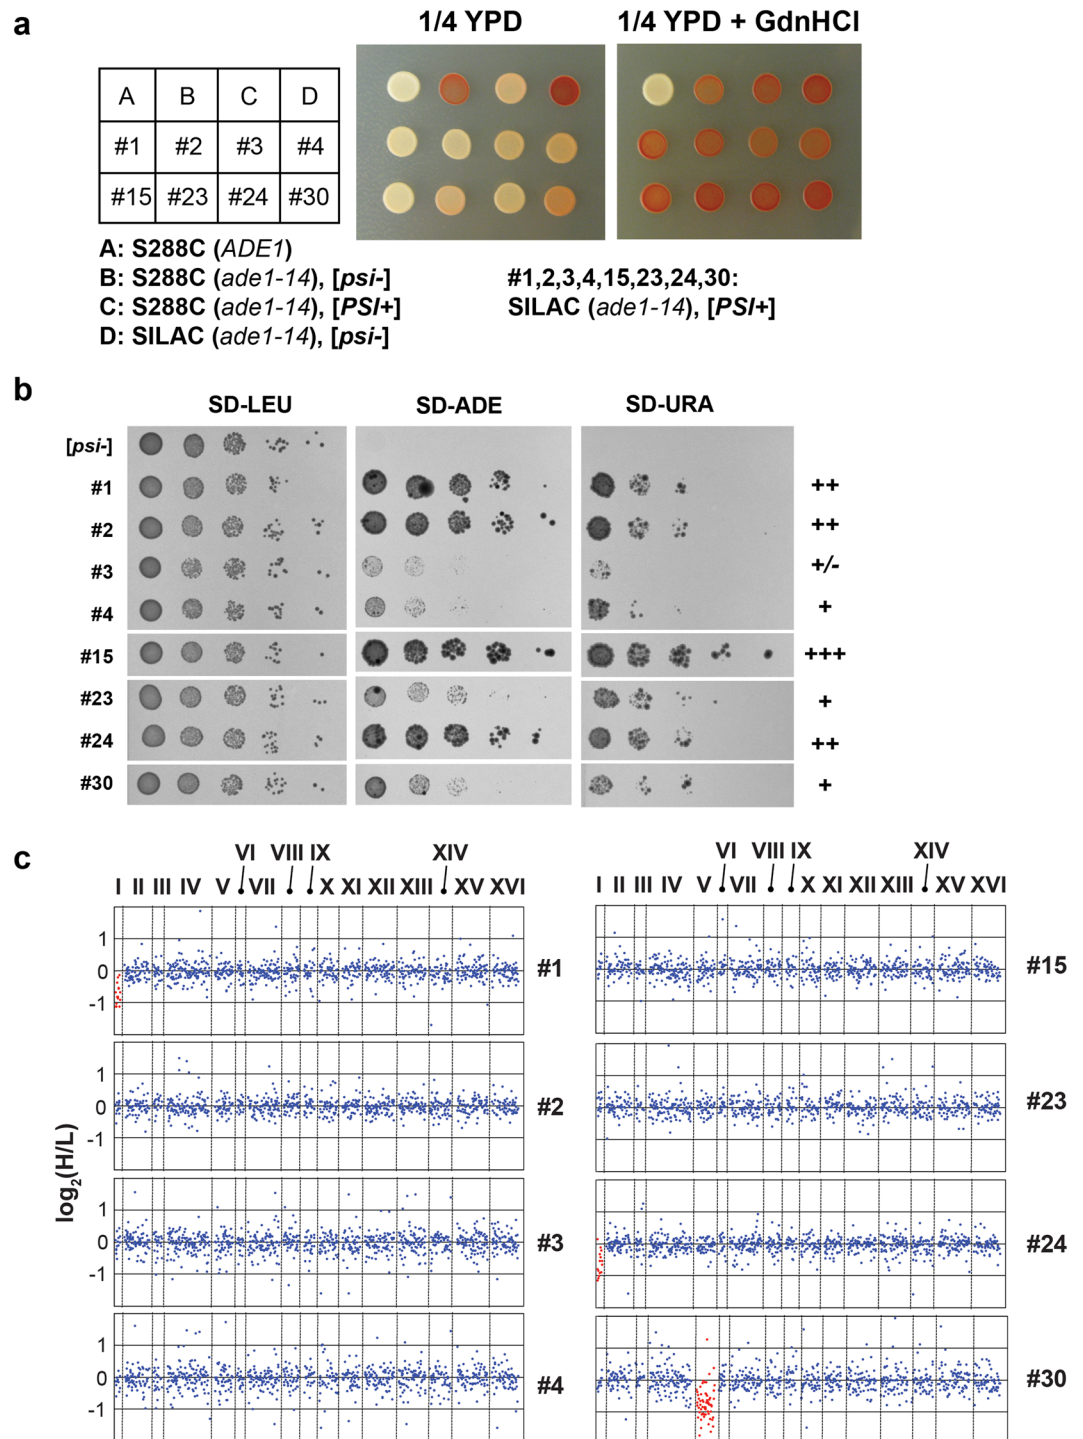 a
1/4 YPD
1/4 YPD + GdnHCl
A B C D
#1 #2 #3 #4
#15 #23 #24 #30
A: S288C (ADE1)
B: S288C (ade1-14), [psi-]
C: S288C (ade1-14), [PSI+]
D: SILAC (ade1-14), [psi-]
#1,2,3,4,15,23,24,30:
SILAC (ade1-14), [PSI+]
b
SD-LEU SD-ADE SD-URA
[psi-]
#1 ++
#2 ++
#3 +/-
#4 +
#15 +++
#23 +
#24 ++
#30 +
c
VI VIII IX XIV
I II III IV V VII X XI XII XIII XV XVI
VI VIII IX XIV
I II III IV V VII X XI XII XIII XV XVI
log2(H/L)
1
0
-1
#1
1
0
-1
#2
1
0
-1
#3
1
0
-1
#4
#15
#23
#24
#30